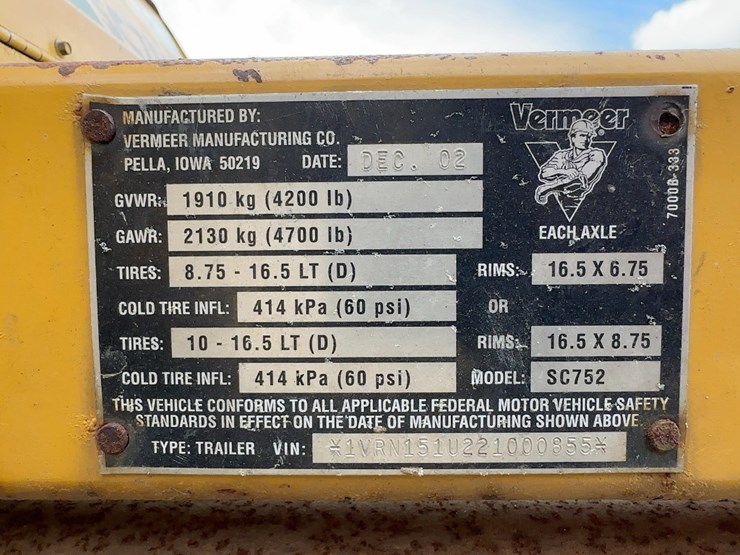 MANUFACTURED BY:
VERMEER MANUFACTURING CO.
PELLA, IOWA 50219 DATE: DEC. 02
Vermeer
70008-333
GVWR: 1910 kg (4200 lb)
GAWR: 2130 kg (4700 lb) EACH AXLE
TIRES: 8.75 - 16.5 LT (D) RIMS: 16.5 X 6.75
COLD TIRE INFL: 414 kPa (60 psi) OR
TIRES: 10 - 16.5 LT (D) RIMS: 16.5 X 8.75
COLD TIRE INFL: 414 kPa (60 psi) MODEL: SC752
THIS VEHICLE CONFORMS TO ALL APPLICABLE FEDERAL MOTOR VEHICLE SAFETY
STANDARDS IN EFFECT ON THE DATE OF MANUFACTURING SHOWN ABOVE.
TYPE: TRAILER VIN: *1VRN151U221000855*